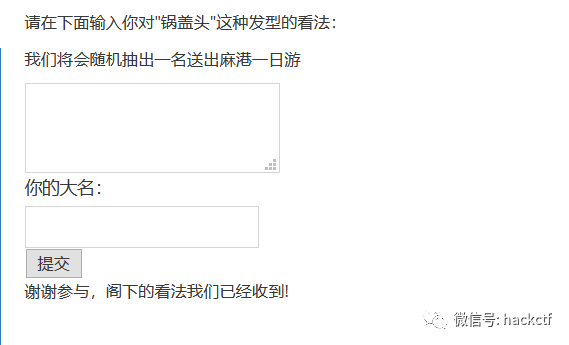 请在下面输入你对"锅盖头"这种发型的看法：
我们将会随机抽出一名送出麻港一日游
你的大名：
提交
谢谢参与，阁下的看法我们已经收到!
微信号: hackctf